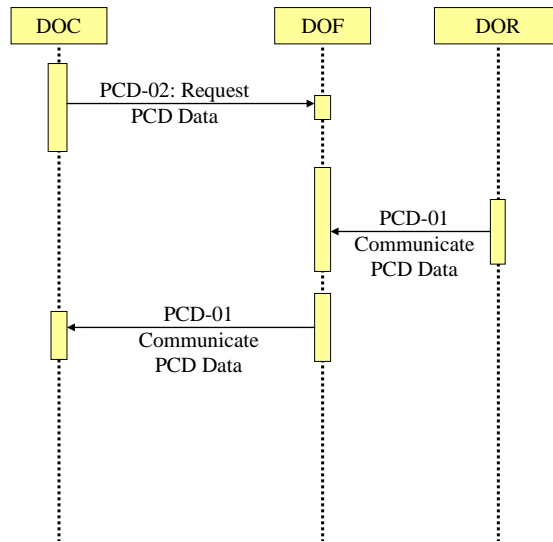 DOC
DOF
DOR
PCD-02: Request
PCD Data
PCD-01
Communicate
PCD Data
PCD-01
Communicate
PCD Data